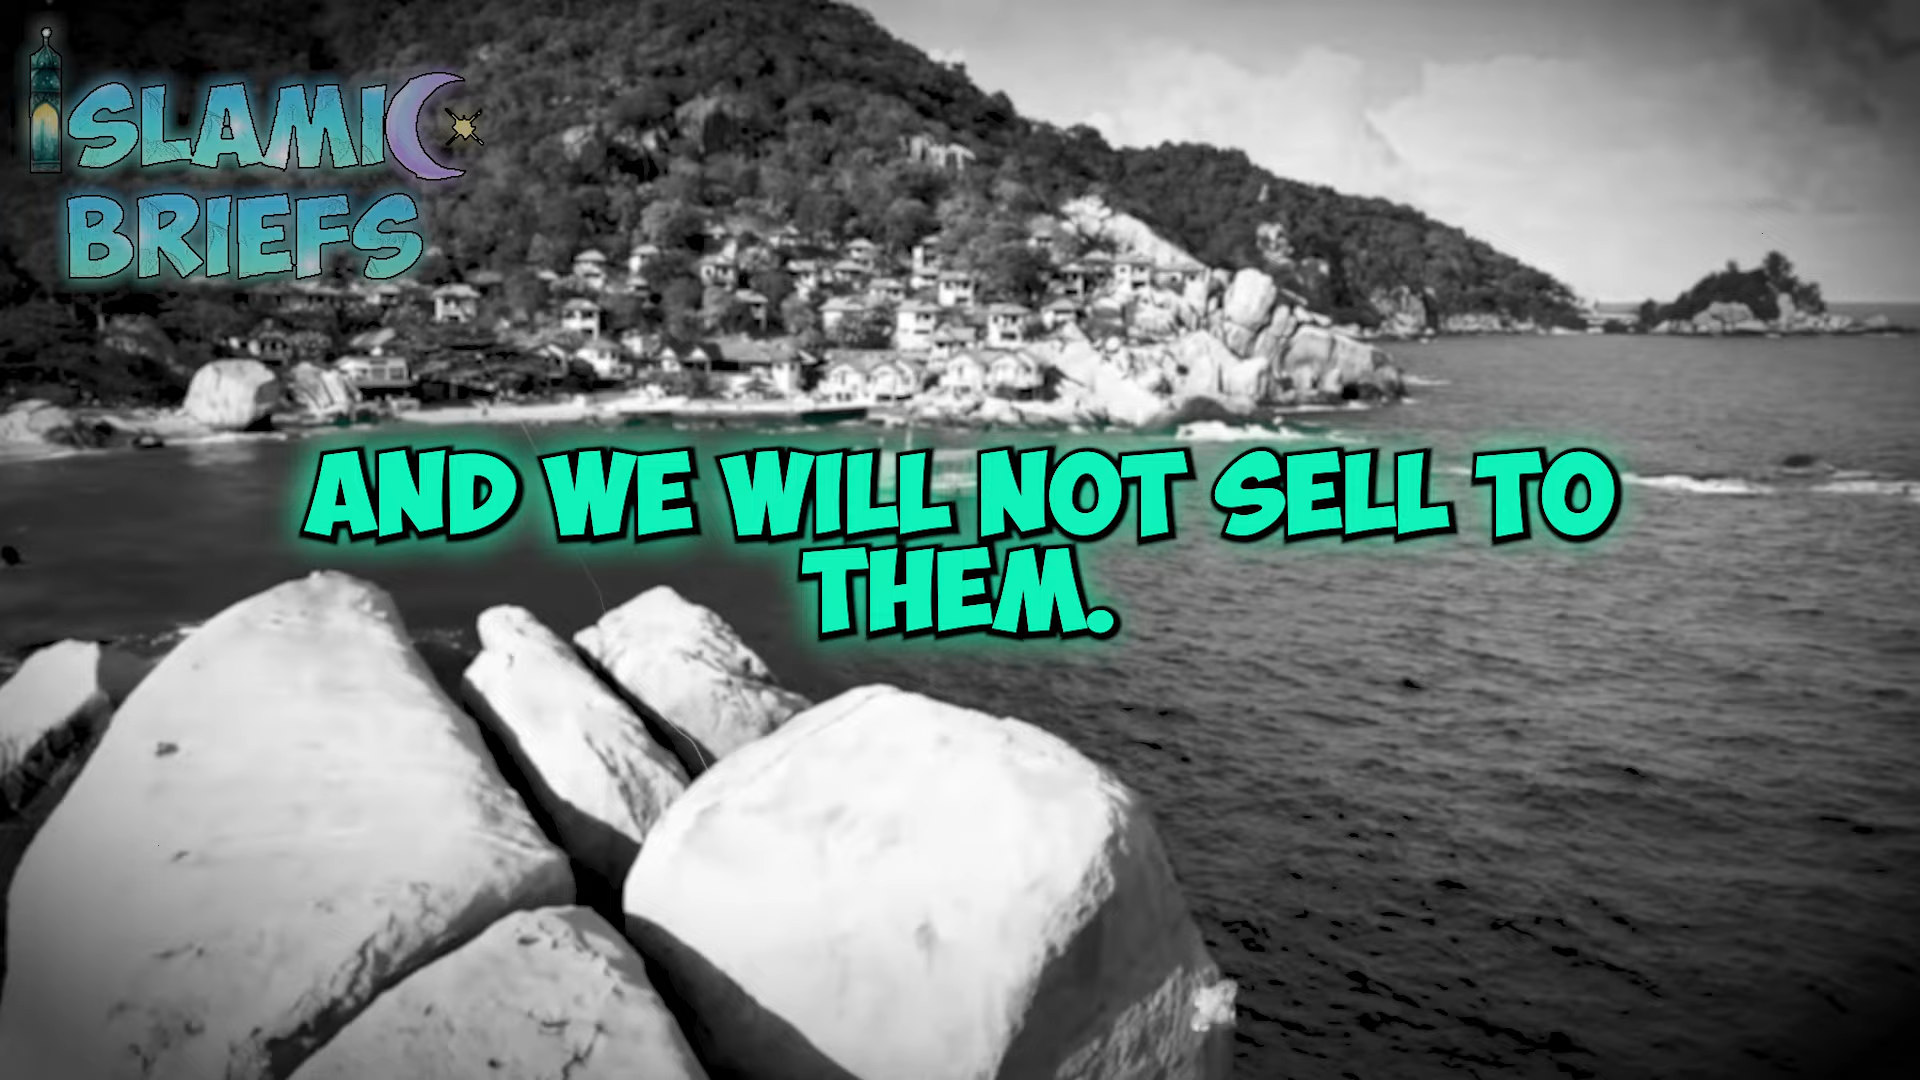 ISLAMIC
BRIEFS
AND WE WILL NOT SELL TO
THEM.